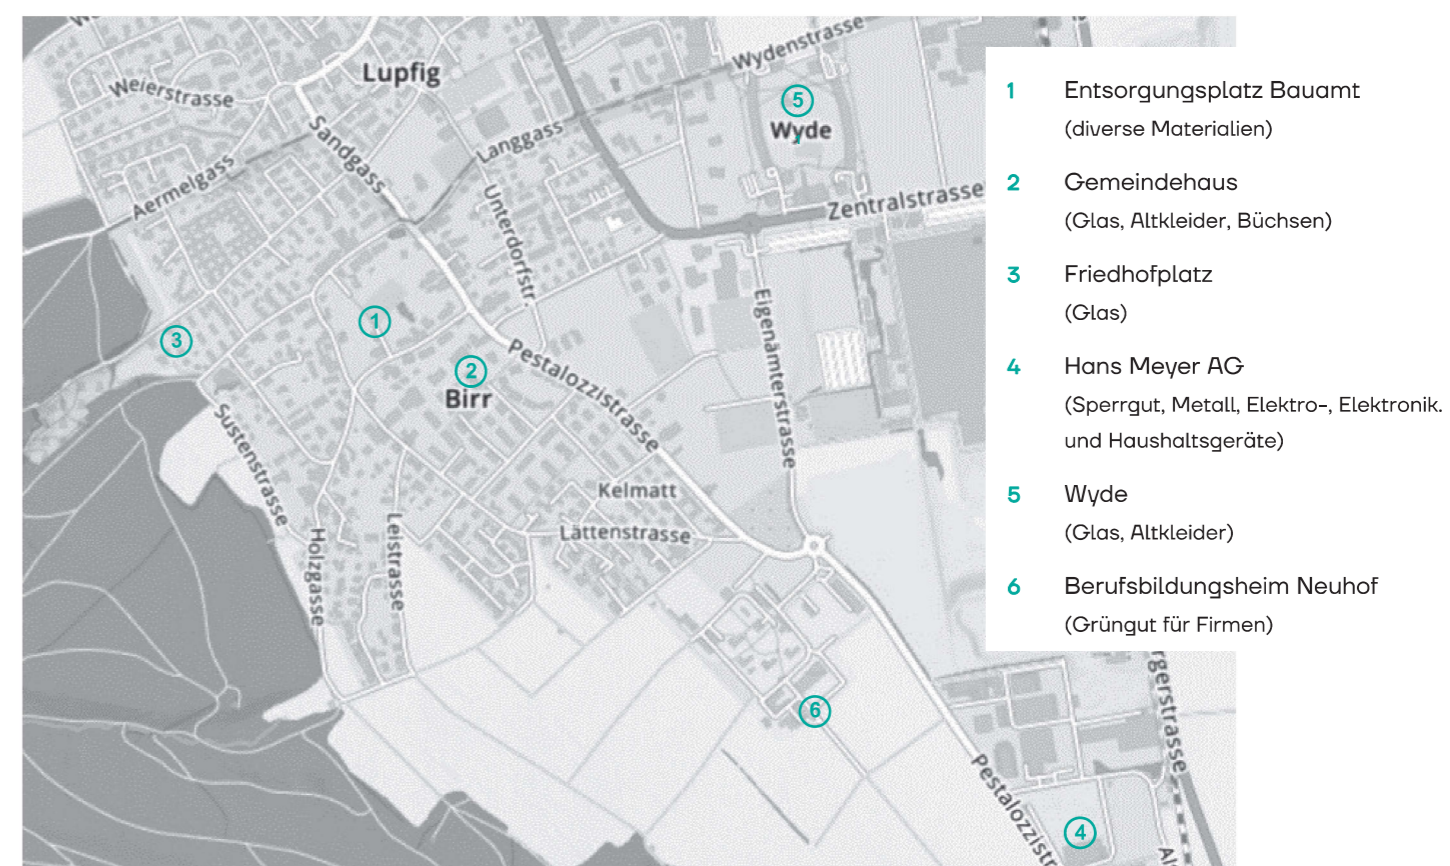 Lupfig
Weierstrasse
Sandgass
Aermelgass
Langgass
Unterdorfstr.
Wydenstrasse
5
Wyde
Zentralstrasse
Eigenämterstrasse
3
1
2
Birr
Pestalozzistrasse
Sustenstrasse
Holzgasse
Leistrasse
Kelmatt
Lättenstrasse
6
rgerstrasse
Pestalozzistr
4
1 Entsorgungsplatz Bauamt
(diverse Materialien)
2 Gemeindehaus
(Glas, Altkleider, Büchsen)
3 Friedhofplatz
(Glas)
4 Hans Meyer AG
(Sperrgut, Metall, Elektro-, Elektronik.
und Haushaltsgeräte)
5 Wyde
(Glas, Altkleider)
6 Berufsbildungsheim Neuhof
(Grüngut für Firmen)